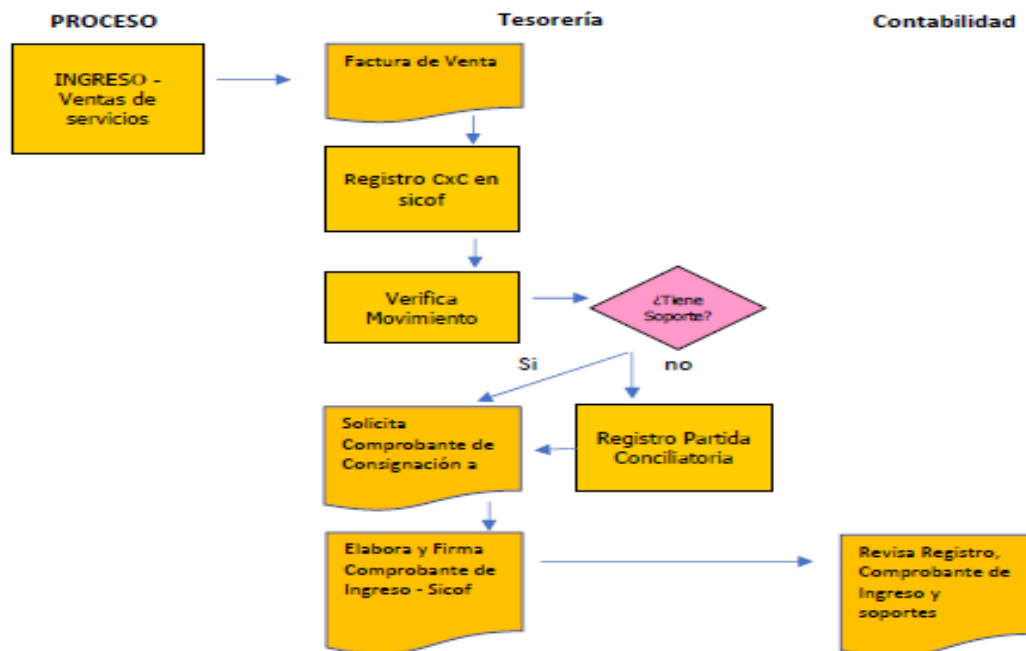 PROCESO
Tesorería
Contabilidad
INGRESO -
Ventas de
servicios
Factura de Venta
Registro CxC en
sicof
Verifica
Movimiento
¿Tiene
Soporte?
Si
no
Solicita
Comprobante de
Consignación a
Registro Partida
Conciliatoria
Elabora y Firma
Comprobante de
Ingreso - Sicof
Revisa Registro,
Comprobante de
Ingreso y
soportes